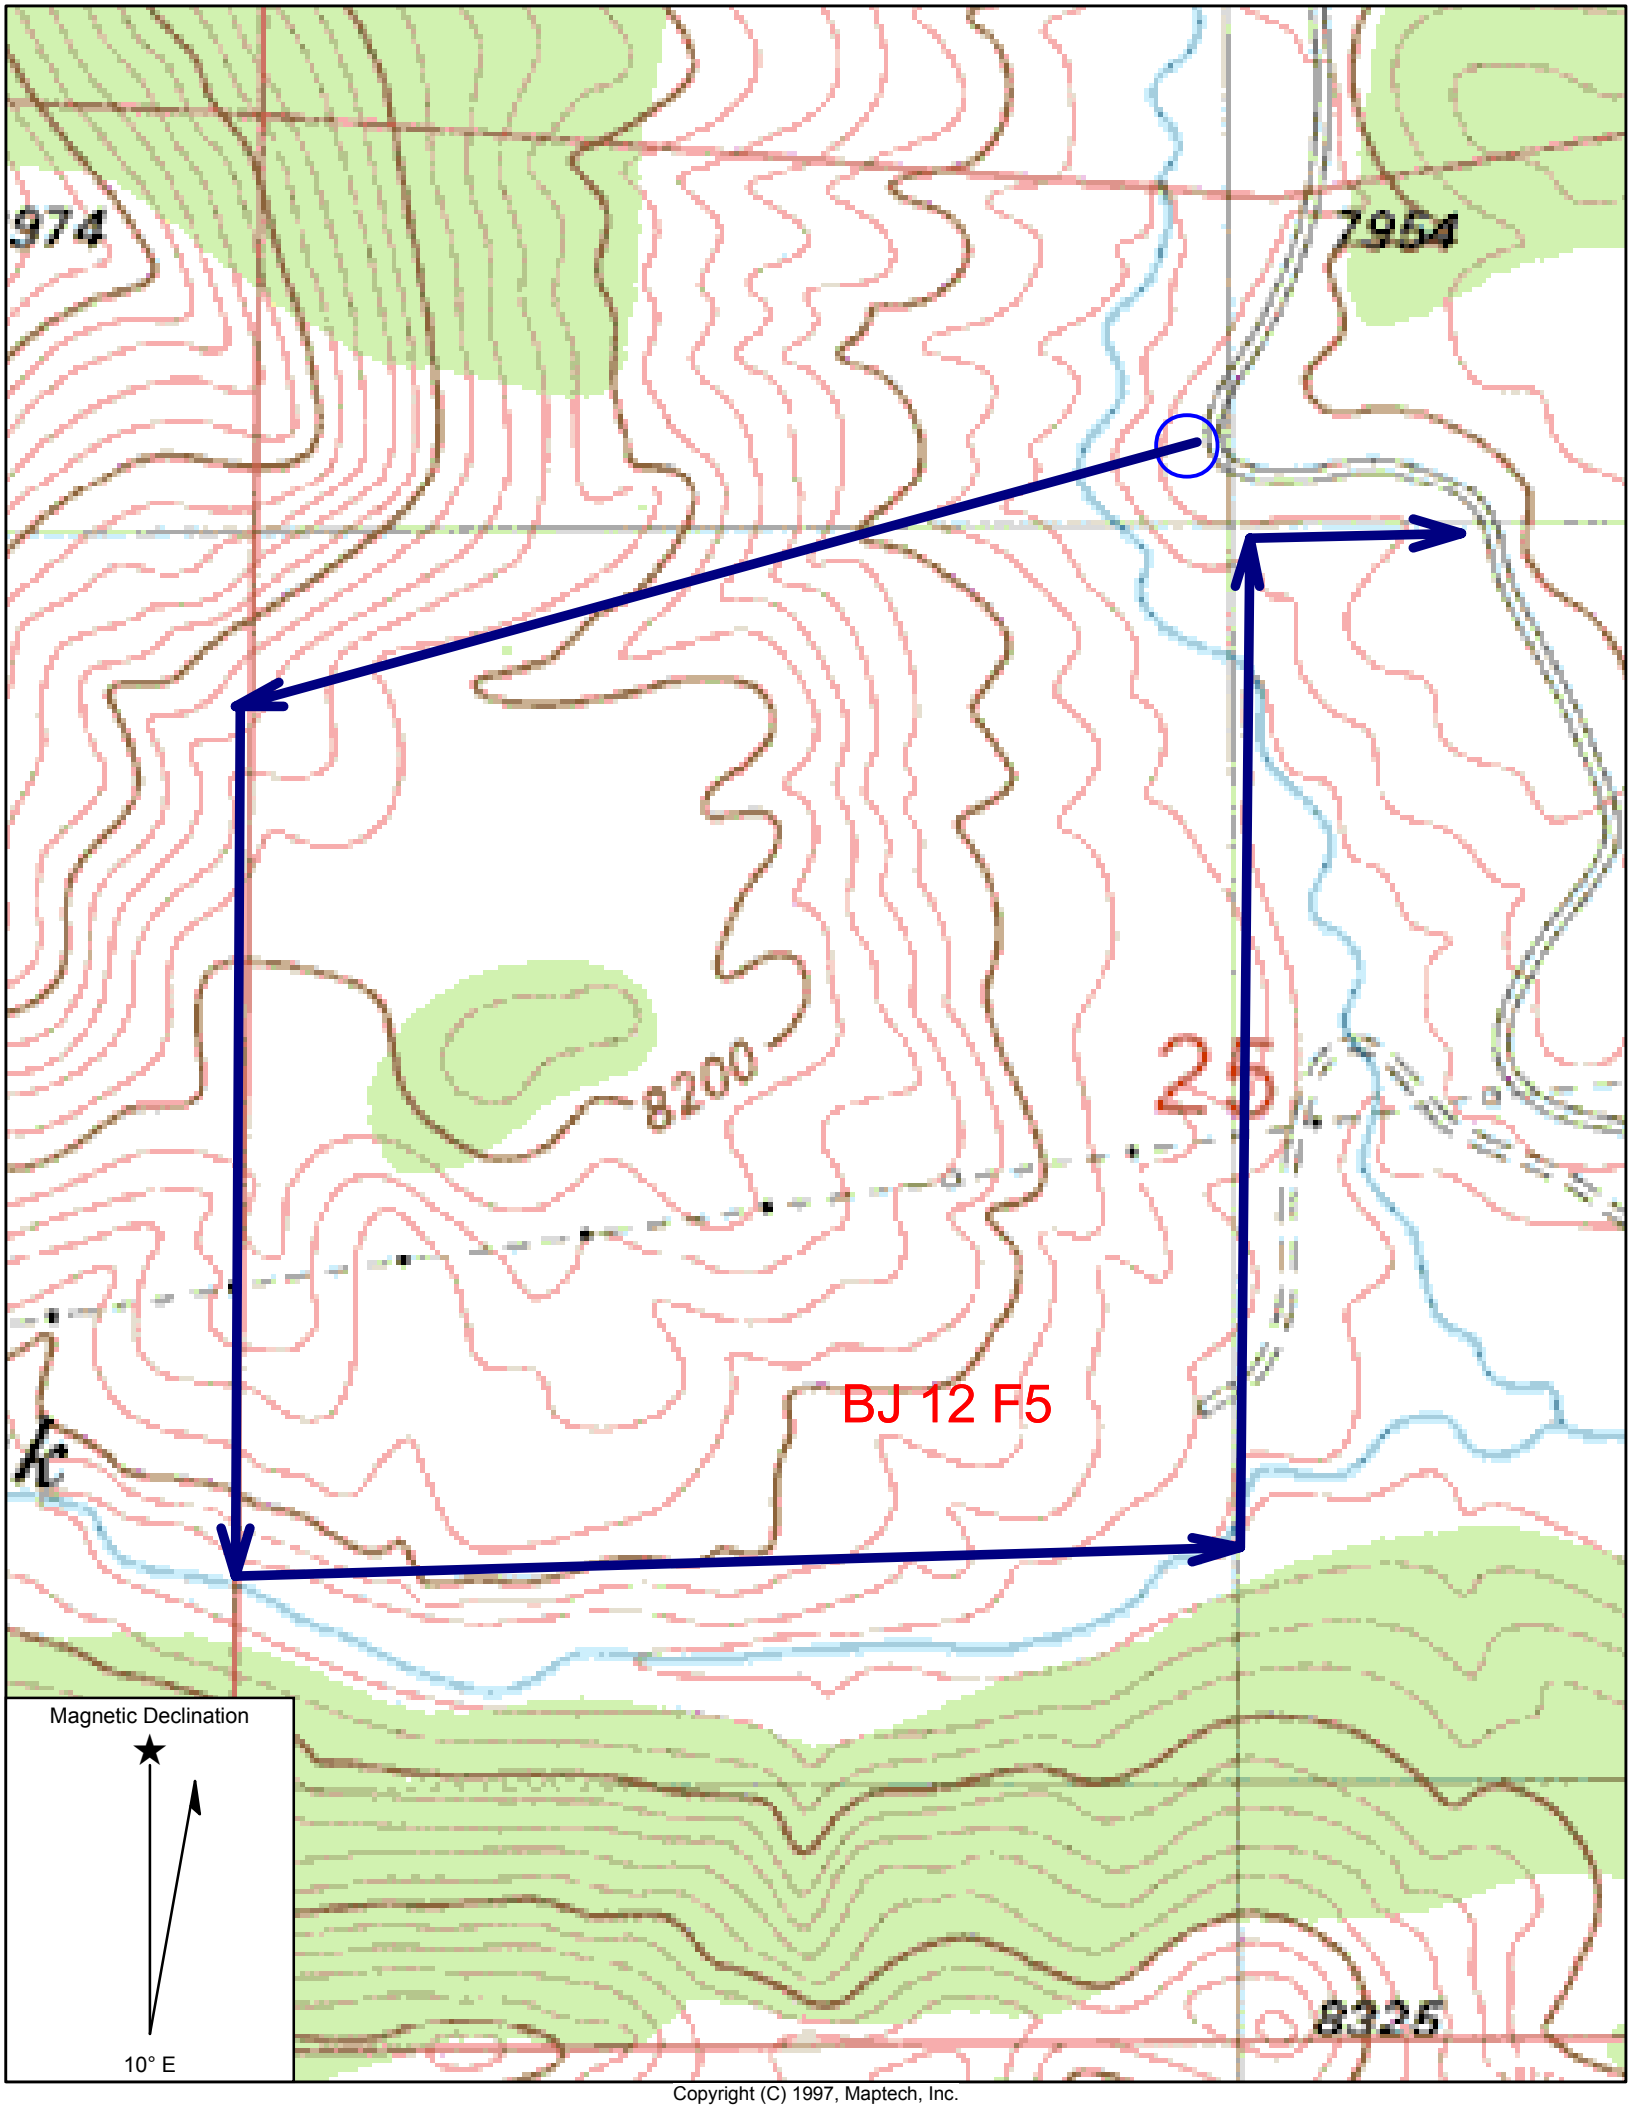 974
7954
8200
25
BJ 12 F5
k
Magnetic Declination
10° E
8325
Copyright (C) 1997, Maptech, Inc.